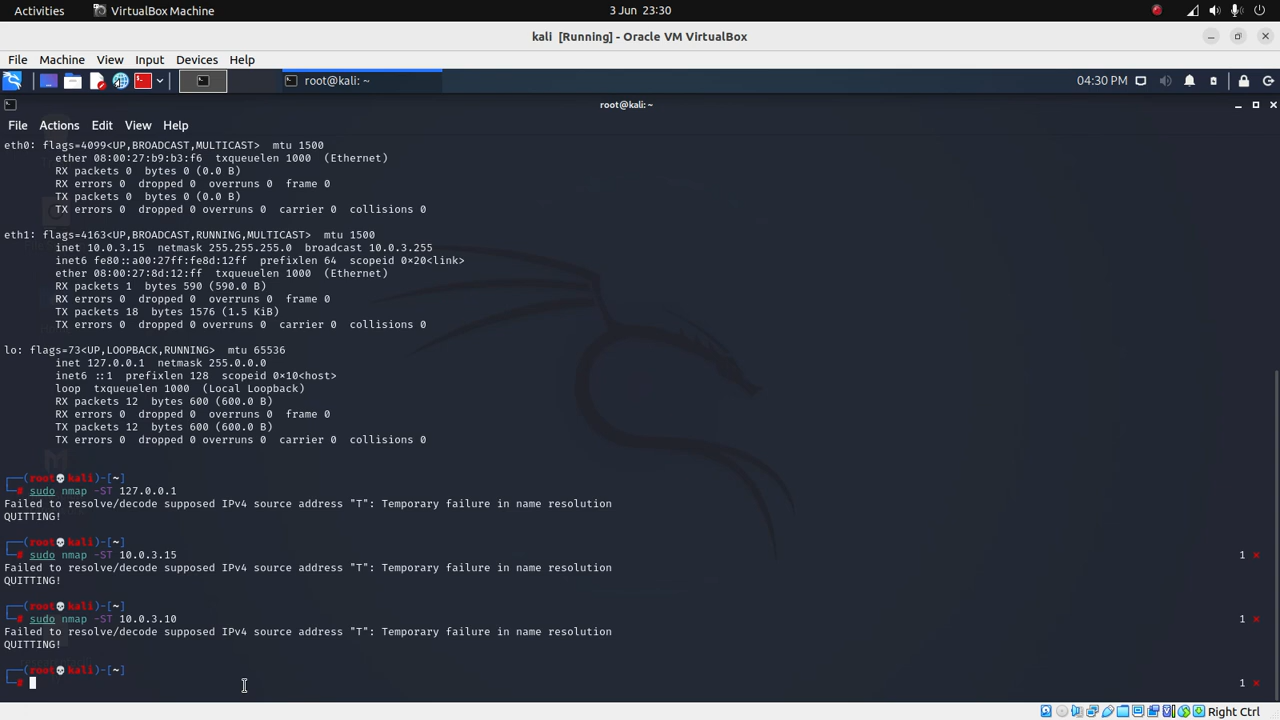 Activities VirtualBox Machine 3 Jun 23:30
kali [Running] - Oracle VM VirtualBox
File Machine View Input Devices Help
root@kali: ~ 04:30 PM
root@kali:~
File Actions Edit View Help
eth0: flags=4099<UP,BROADCAST,MULTICAST> mtu 1500
ether 08:00:27:b9:b3:f6 txqueuelen 1000 (Ethernet)
RX packets 0 bytes 0 (0.0 B)
RX errors 0 dropped 0 overruns 0 frame 0
TX packets 0 bytes 0 (0.0 B)
TX errors 0 dropped 0 overruns 0 carrier 0 collisions 0
eth1: flags=4163<UP,BROADCAST,RUNNING,MULTICAST> mtu 1500
inet 10.0.3.15 netmask 255.255.255.0 broadcast 10.0.3.255
inet6 fe80::a00:27ff:fe8d:12ff prefixlen 64 scopeid 0×20<link>
ether 08:00:27:8d:12:ff txqueuelen 1000 (Ethernet)
RX packets 1 bytes 590 (590.0 B)
RX errors 0 dropped 0 overruns 0 frame 0
TX packets 18 bytes 1576 (1.5 KiB)
TX errors 0 dropped 0 overruns 0 carrier 0 collisions 0
lo: flags=73<UP,LOOPBACK,RUNNING> mtu 65536
inet 127.0.0.1 netmask 255.0.0.0
inet6 ::1 prefixlen 128 scopeid 0×10<host>
loop txqueuelen 1000 (Local Loopback)
RX packets 12 bytes 600 (600.0 B)
RX errors 0 dropped 0 overruns 0 frame 0
TX packets 12 bytes 600 (600.0 B)
TX errors 0 dropped 0 overruns 0 carrier 0 collisions 0
┌──(root💀kali)-[~]
└─# sudo nmap -ST 127.0.0.1
Failed to resolve/decode supposed IPv4 source address "T": Temporary failure in name resolution
QUITTING!
┌──(root💀kali)-[~]
└─# sudo nmap -ST 10.0.3.15 1 ⨯
Failed to resolve/decode supposed IPv4 source address "T": Temporary failure in name resolution
QUITTING!
┌──(root💀kali)-[~]
└─# sudo nmap -ST 10.0.3.10 1 ⨯
Failed to resolve/decode supposed IPv4 source address "T": Temporary failure in name resolution
QUITTING!
┌──(root💀kali)-[~]
└─# 1 ⨯
Right Ctrl